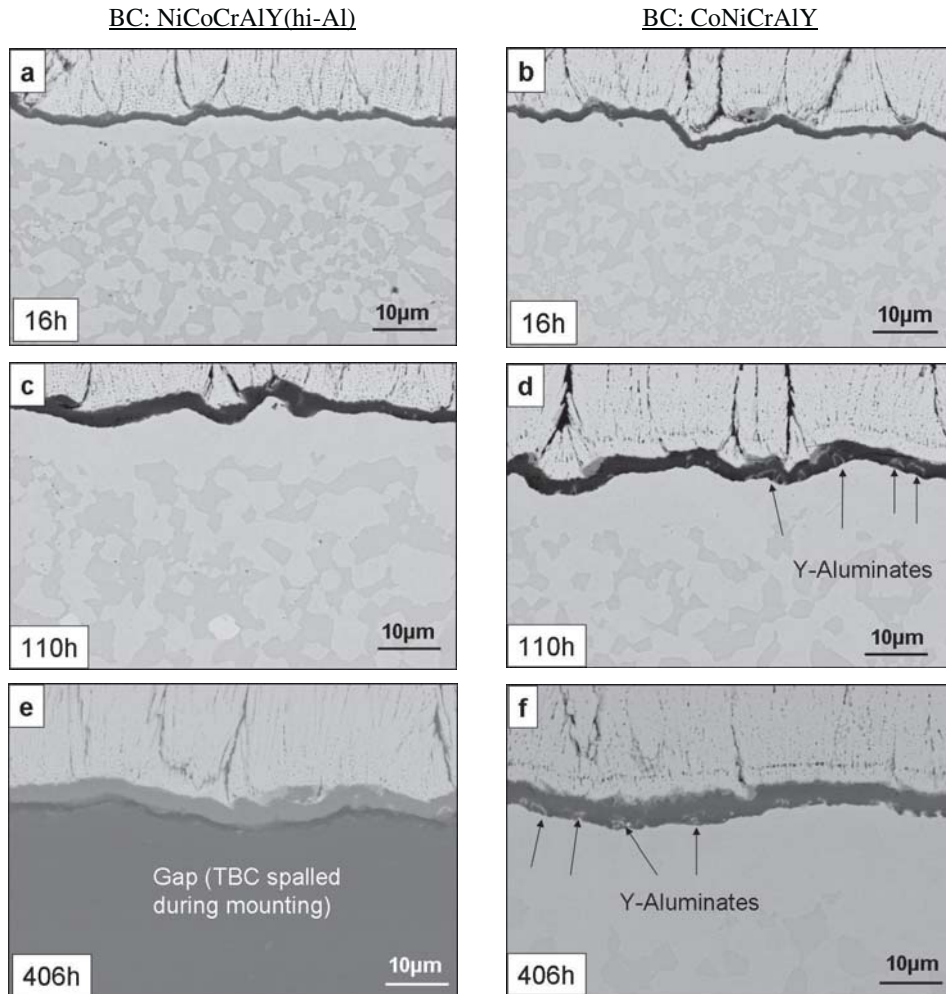 BC: NiCoCrAlY(hi-Al)
BC: CoNiCrAlY
a
16h
10µm
b
16h
10µm
c
110h
10µm
d
Y-Aluminates
110h
10µm
e
Gap (TBC spalled
during mounting)
406h
10µm
f
Y-Aluminates
406h
10µm